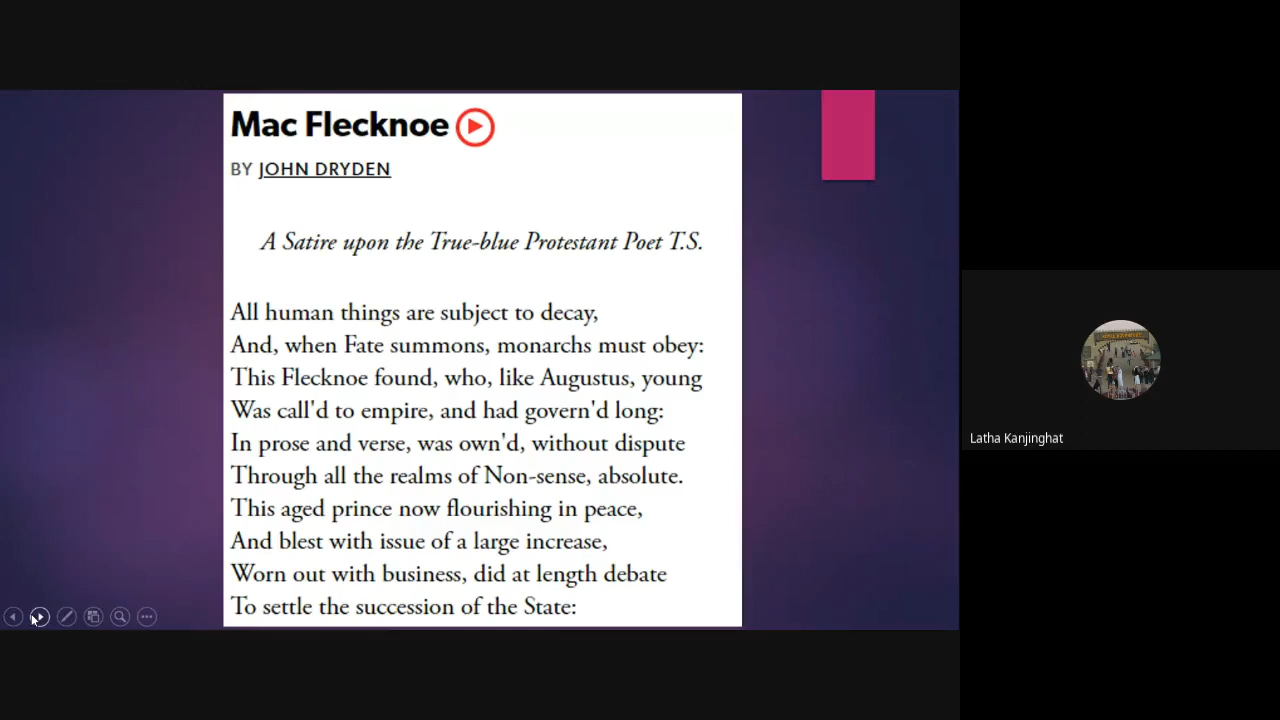 Mac Flecknoe
BY JOHN DRYDEN
A Satire upon the True-blue Protestant Poet T.S.
All human things are subject to decay,
And, when Fate summons, monarchs must obey:
This Flecknoe found, who, like Augustus, young
Was call'd to empire, and had govern'd long:
In prose and verse, was own'd, without dispute
Through all the realms of Non-sense, absolute.
This aged prince now flourishing in peace,
And blest with issue of a large increase,
Worn out with business, did at length debate
To settle the succession of the State:
Latha Kanjinghat